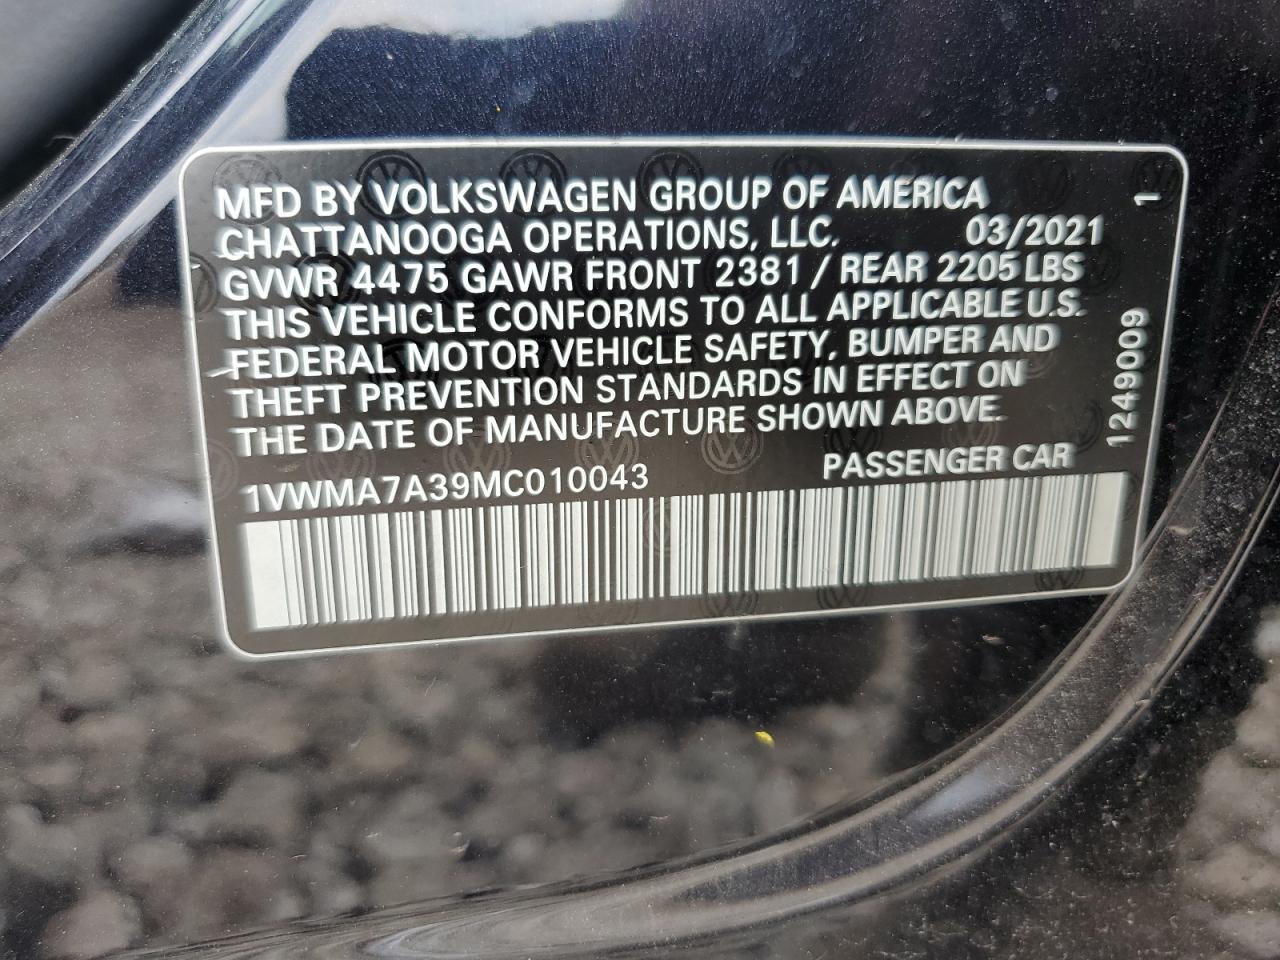 MFD BY VOLKSWAGEN GROUP OF AMERICA
CHATTANOOGA OPERATIONS, LLC. 03/2021
GVWR 4475 GAWR FRONT 2381 / REAR 2205 LBS
THIS VEHICLE CONFORMS TO ALL APPLICABLE U.S.
FEDERAL MOTOR VEHICLE SAFETY, BUMPER AND
THEFT PREVENTION STANDARDS IN EFFECT ON
THE DATE OF MANUFACTURE SHOWN ABOVE.
1VWMA7A39MC010043 PASSENGER CAR
1249009 1